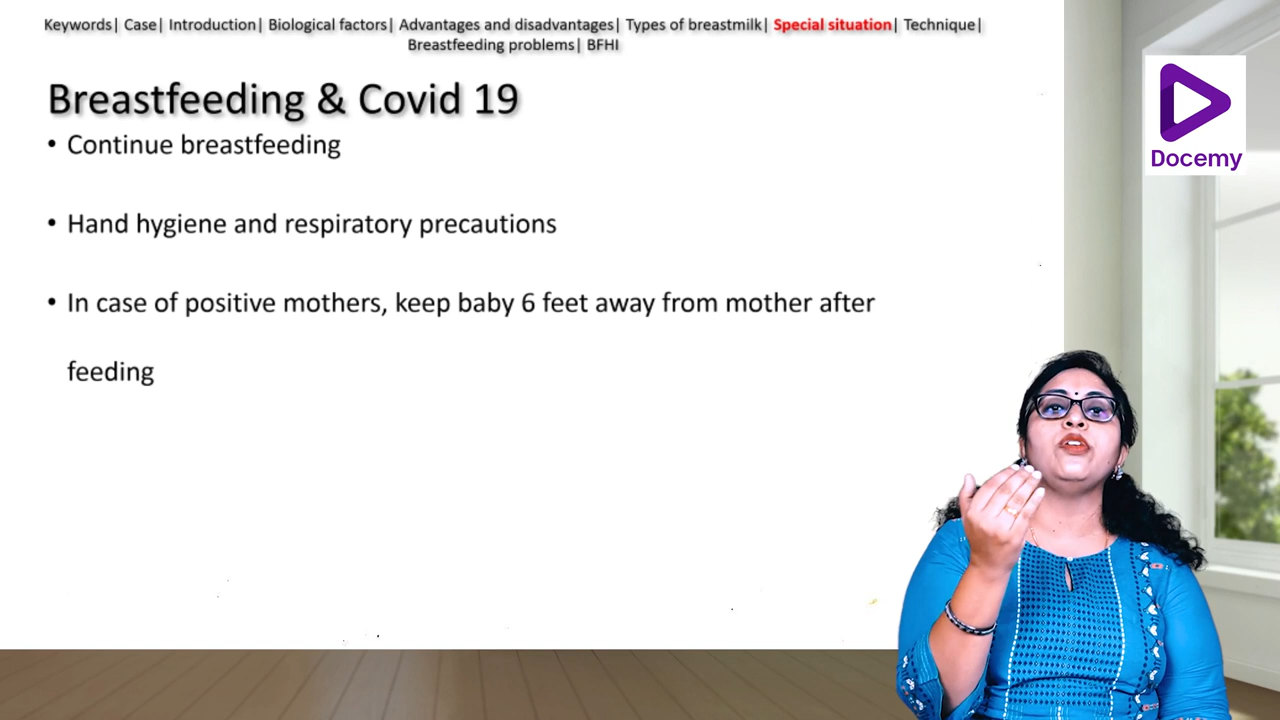 Keywords| Case| Introduction| Biological factors| Advantages and disadvantages| Types of breastmilk| Special situation| Technique|
Breastfeeding problems| BFHI
Breastfeeding & Covid 19
• Continue breastfeeding
• Hand hygiene and respiratory precautions
• In case of positive mothers, keep baby 6 feet away from mother after
feeding
Docemy